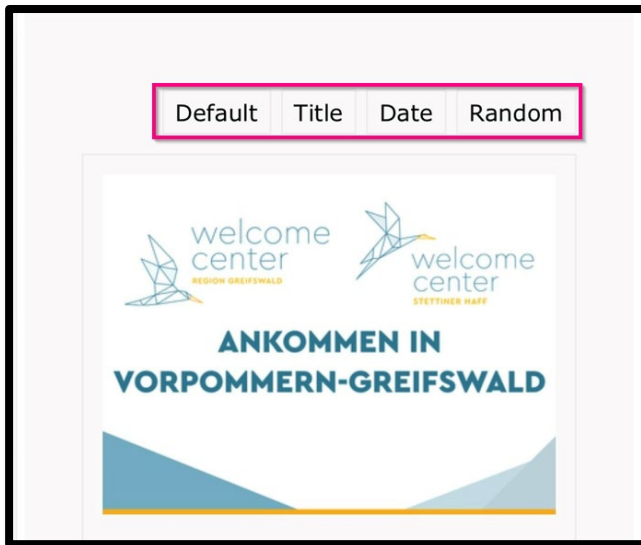 Default Title Date Random
welcome
center
REGION GREIFSWALD
welcome
center
STETTINER HAFF
ANKOMMEN IN
VORPOMMERN-GREIFSWALD